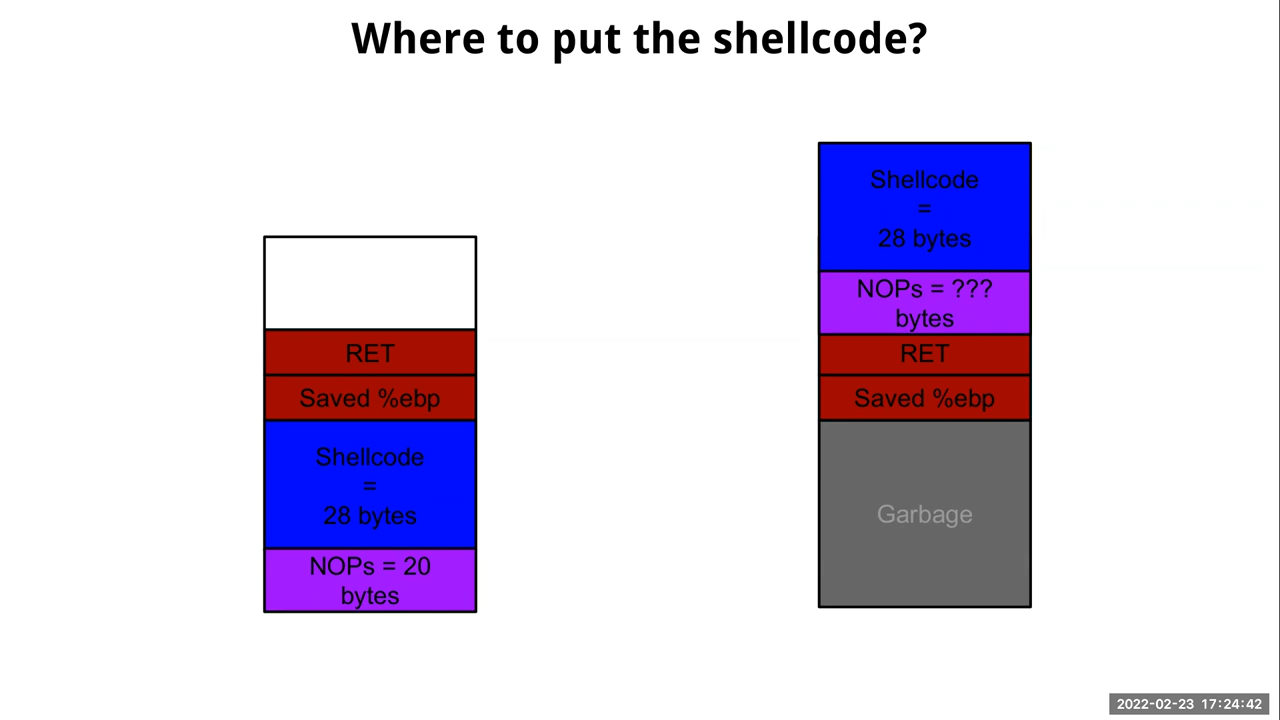 Where to put the shellcode?
RET
Saved %ebp
Shellcode
=
28 bytes
NOPs = 20
bytes
Shellcode
=
28 bytes
NOPs = ???
bytes
RET
Saved %ebp
Garbage
2022-02-23 17:24:42